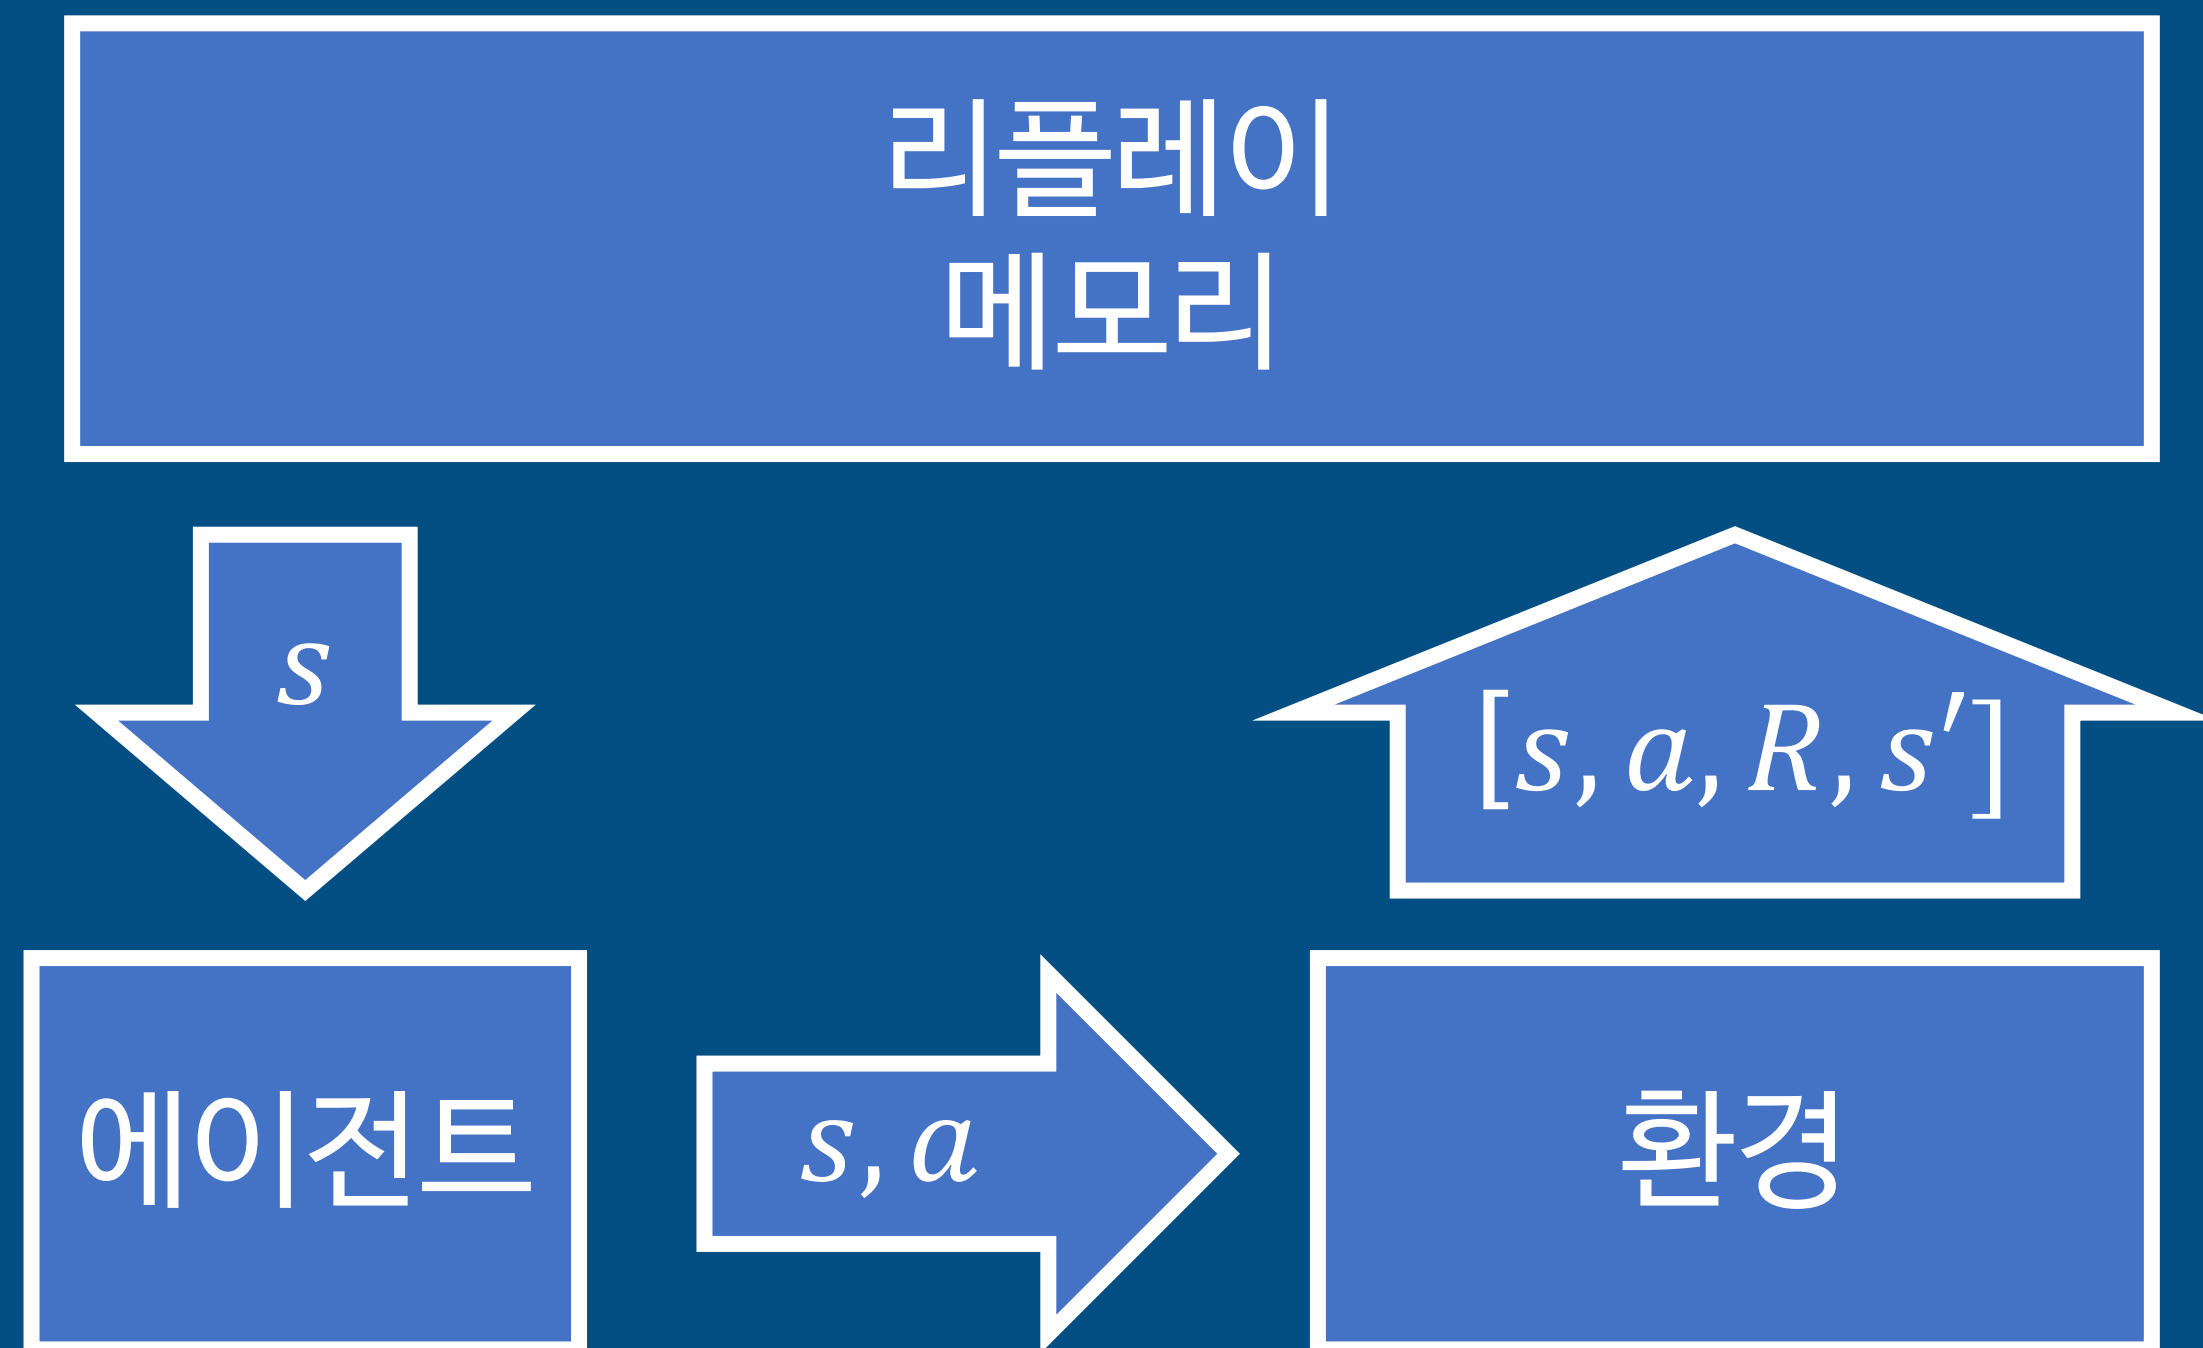 리플레이
메모리
s
[s, a, R, s′]
에이전트
s, a
환경